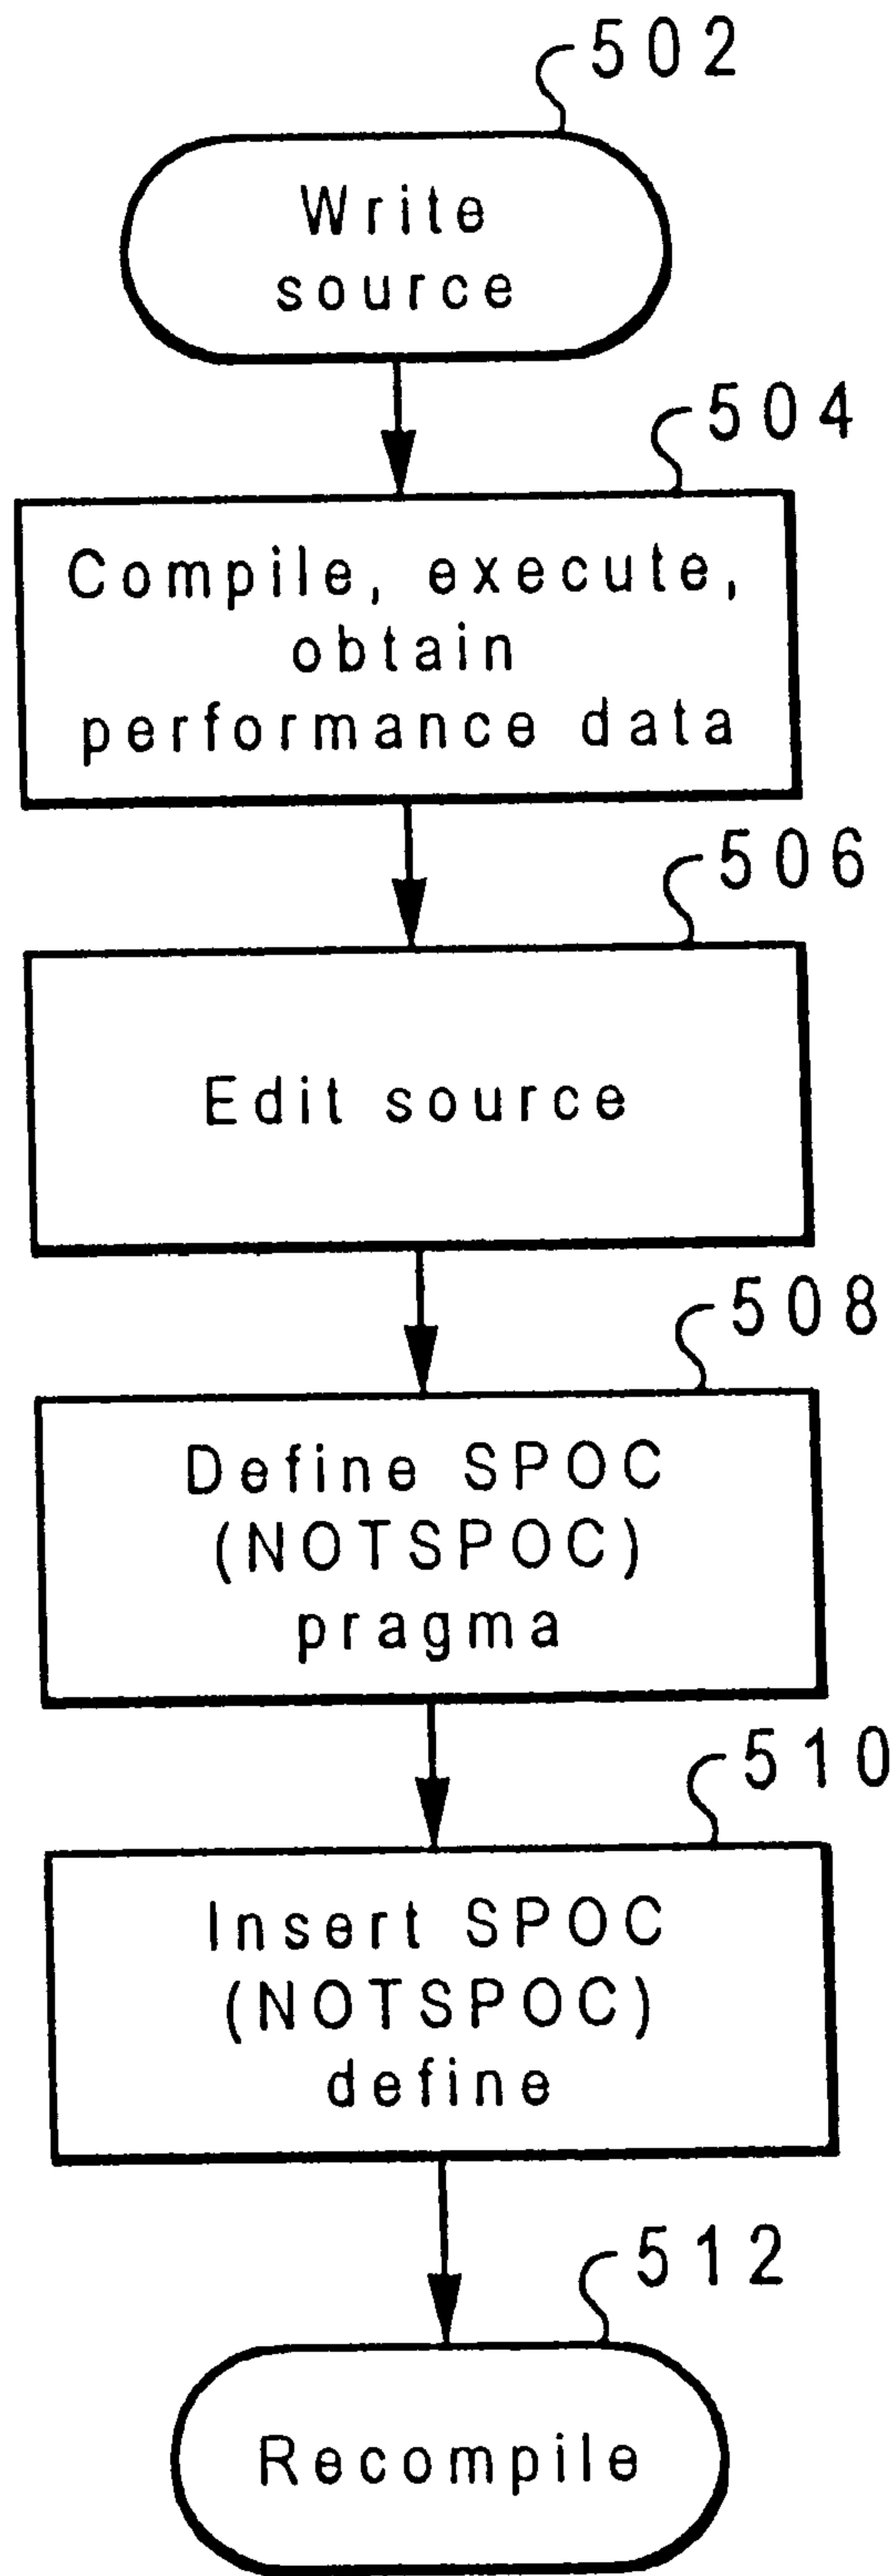 502
Write
source
504
Compile, execute,
obtain
performance data
506
Edit source
508
Define SPOC
(NOTSPOC)
pragma
510
Insert SPOC
(NOTSPOC)
define
512
Recompile